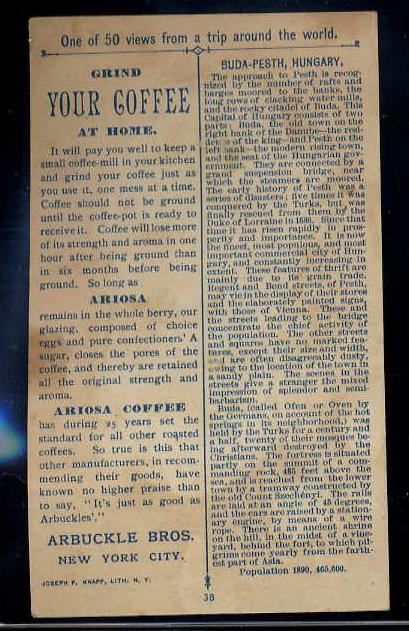 One of 50 views from a trip around the world.
GRIND
YOUR COFFEE
AT HOME.
It will pay you well to keep a
small coffee-mill in your kitchen
and grind your coffee just as
you use it, one mess at a time.
Coffee should not be ground
until the coffee-pot is ready to
receive it. Coffee will lose more
of its strength and aroma in one
hour after being ground than
in six months before being
ground. So long as
ARIOSA
remains in the whole berry, our
glazing, composed of choice
eggs and pure confectioners' A
sugar, closes the pores of the
coffee, and thereby are retained
all the original strength and
aroma.
ARIOSA COFFEE
has during 25 years set the
standard for all other roasted
coffees. So true is this that
other manufacturers, in recom-
mending their goods, have
known no higher praise than
to say, "It's just as good as
Arbuckles'."
ARBUCKLE BROS.
NEW YORK CITY.
JOSEPH P. KNAPP, LITH. N. Y.
BUDA-PESTH, HUNGARY.
The approach to Pesth is recog-
nized by the number of rafts and
barges moored to the banks, the
long rows of clacking water mills,
and the rocky citadel of Buda. This
Capital of Hungary consists of two
parts: Buda, the old town on the
right bank of the Danube—the resi-
dence of the king—and Pesth on the
left bank—the modern rising town,
and the seat of the Hungarian gov-
ernment. They are connected by a
grand suspension bridge, near
which the steamers are moored.
The early history of Pesth was a
series of disasters; five times it was
conquered by the Turks, but was
finally rescued from them by the
Duke of Lorraine in 1686. Since that
time it has risen rapidly in pros-
perity and importance. It is now
the finest, most populous, and most
important commercial city of Hun-
gary, and constantly increasing in
extent. These features of thrift are
mainly due to its grain trade.
Regent and Bond streets, of Pesth,
may vie in the display of their stores
and the elaborately painted signs,
with those of Vienna. These and
the streets leading to the bridge
concentrate the chief activity of
the population. The other streets
and squares have no marked fea-
tures, except their size and width,
and are often disagreeably dusty,
owing to the location of the town in
a sandy plain. The scenes in the
streets give a stranger the mixed
impression of splendor and semi-
barbarism.
Buda, (called Ofen or Oven by
the Germans, on account of the hot
springs in its neighborhood,) was
held by the Turks for a century and
a half, twenty of their mosques be-
ing afterward destroyed by the
Christians. The fortress is situated
partly on the summit of a com-
manding rock, 485 feet above the
sea, and is reached from the lower
town by a tramway constructed by
the old Count Szechényi. The rails
are laid at an angle of 45 degrees,
and the cars are raised by a station-
ary engine, by means of a wire
rope. There is an ancient shrine
on the hill, in the midst of a vine-
yard, behind the fort, to which pil-
grims come yearly from the farth-
est part of Asia.
Population 1890, 465,600.
38